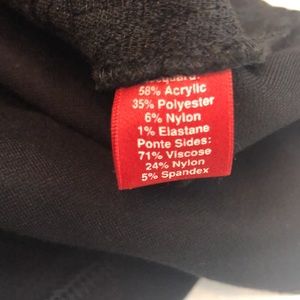 58% Acrylic
35% Polyester
6% Nylon
1% Elastane
Ponte Sides:
71% Viscose
24% Nylon
5% Spandex